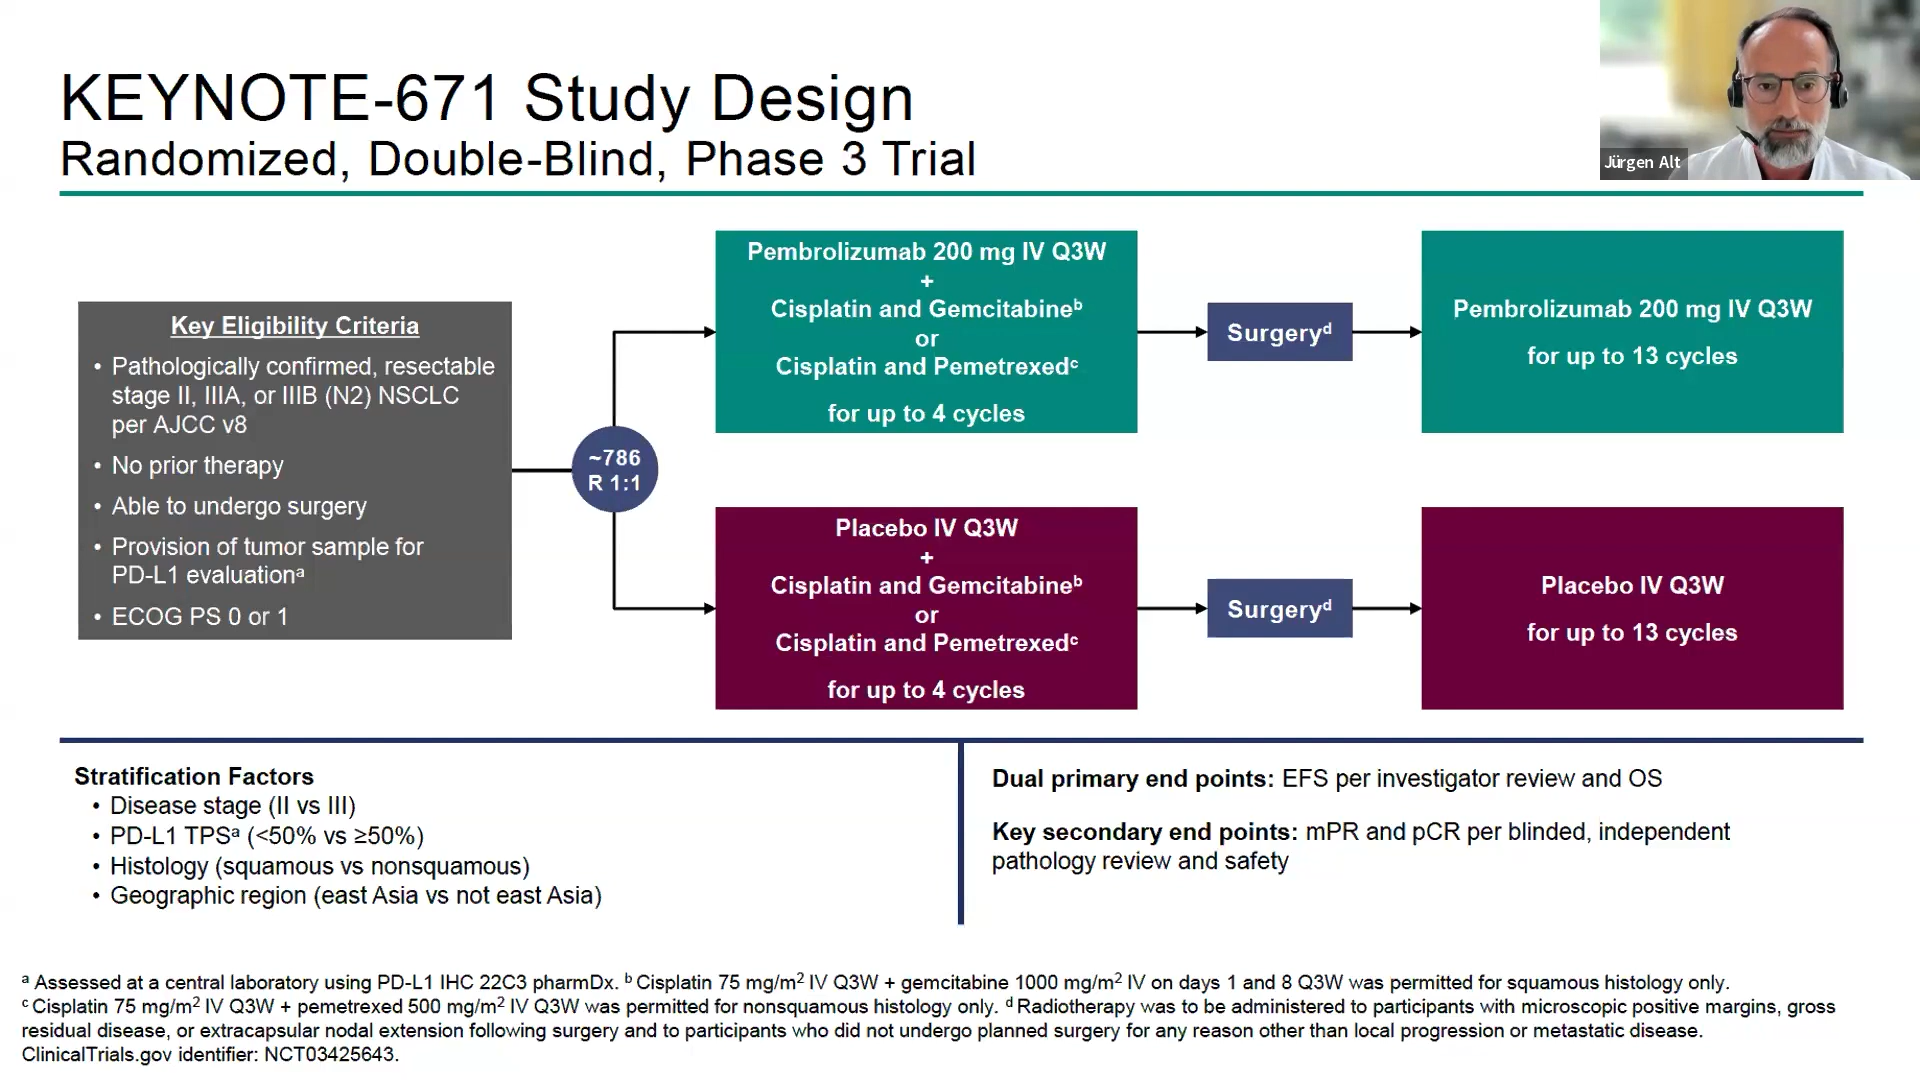 KEYNOTE-671 Study Design
Randomized, Double-Blind, Phase 3 Trial
Jürgen Alt
Key Eligibility Criteria
• Pathologically confirmed, resectable
stage II, IIIA, or IIIB (N2) NSCLC
per AJCC v8
• No prior therapy
• Able to undergo surgery
• Provision of tumor sample for
PD-L1 evaluationᵃ
• ECOG PS 0 or 1
~786
R 1:1
Pembrolizumab 200 mg IV Q3W
+
Cisplatin and Gemcitabineᵇ
or
Cisplatin and Pemetrexedᶜ
for up to 4 cycles
Surgeryᵈ
Pembrolizumab 200 mg IV Q3W
for up to 13 cycles
Placebo IV Q3W
+
Cisplatin and Gemcitabineᵇ
or
Cisplatin and Pemetrexedᶜ
for up to 4 cycles
Surgeryᵈ
Placebo IV Q3W
for up to 13 cycles
Stratification Factors
• Disease stage (II vs III)
• PD-L1 TPSᵃ (<50% vs ≥50%)
• Histology (squamous vs nonsquamous)
• Geographic region (east Asia vs not east Asia)
Dual primary end points: EFS per investigator review and OS
Key secondary end points: mPR and pCR per blinded, independent
pathology review and safety
ᵃ Assessed at a central laboratory using PD-L1 IHC 22C3 pharmDx. ᵇ Cisplatin 75 mg/m² IV Q3W + gemcitabine 1000 mg/m² IV on days 1 and 8 Q3W was permitted for squamous histology only.
ᶜ Cisplatin 75 mg/m² IV Q3W + pemetrexed 500 mg/m² IV Q3W was permitted for nonsquamous histology only. ᵈ Radiotherapy was to be administered to participants with microscopic positive margins, gross
residual disease, or extracapsular nodal extension following surgery and to participants who did not undergo planned surgery for any reason other than local progression or metastatic disease.
ClinicalTrials.gov identifier: NCT03425643.